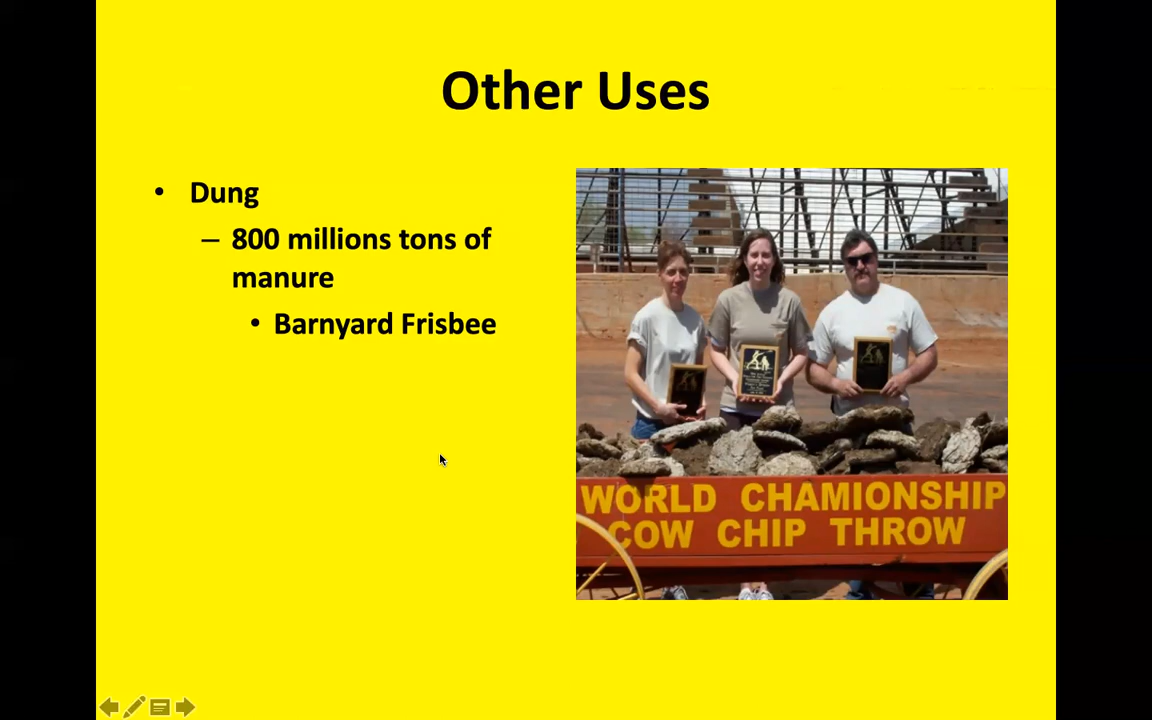 Other Uses
• Dung
– 800 millions tons of
manure
• Barnyard Frisbee
WORLD CHAMIONSHIP
COW CHIP THROW